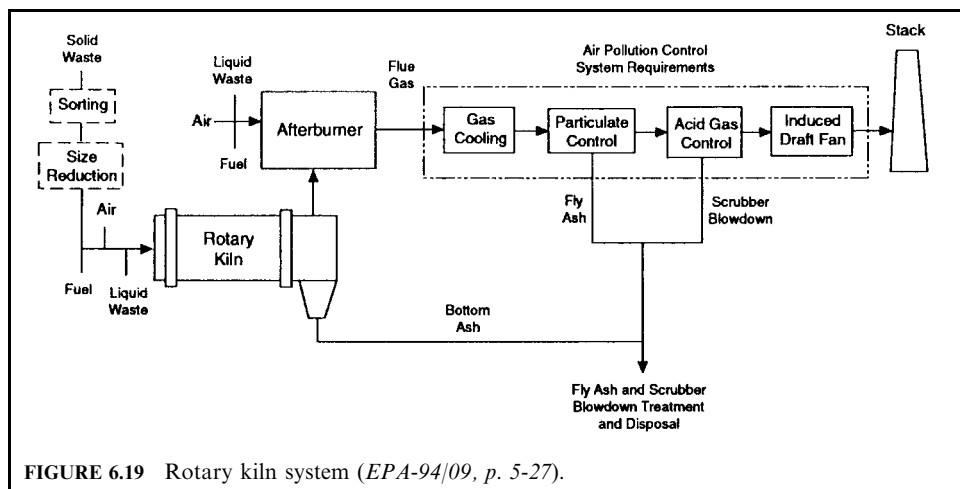 Solid
Waste
Sorting
Size
Reduction
Air
Fuel
Liquid
Waste
Rotary
Kiln
Liquid
Waste
Air
Fuel
Afterburner
Flue
Gas
Air Pollution Control
System Requirements
Gas
Cooling
Particulate
Control
Acid Gas
Control
Induced
Draft Fan
Stack
Fly
Ash
Scrubber
Blowdown
Bottom
Ash
Fly Ash and Scrubber
Blowdown Treatment
and Disposal
FIGURE 6.19 Rotary kiln system (EPA-94/09, p. 5-27).